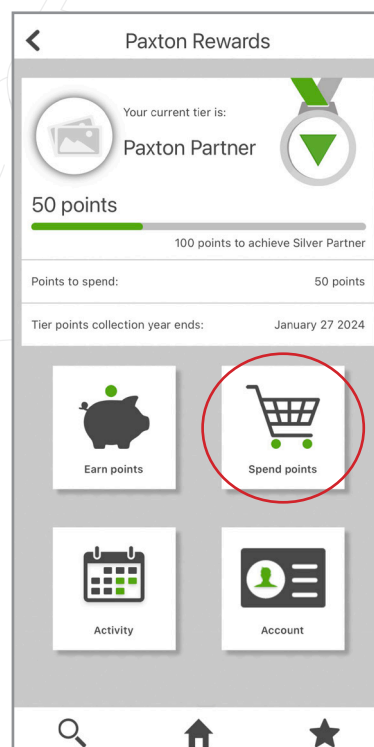 Paxton Rewards
Your current tier is:
Paxton Partner
50 points
100 points to achieve Silver Partner
Points to spend: 50 points
Tier points collection year ends: January 27 2024
Earn points Spend points
Activity Account